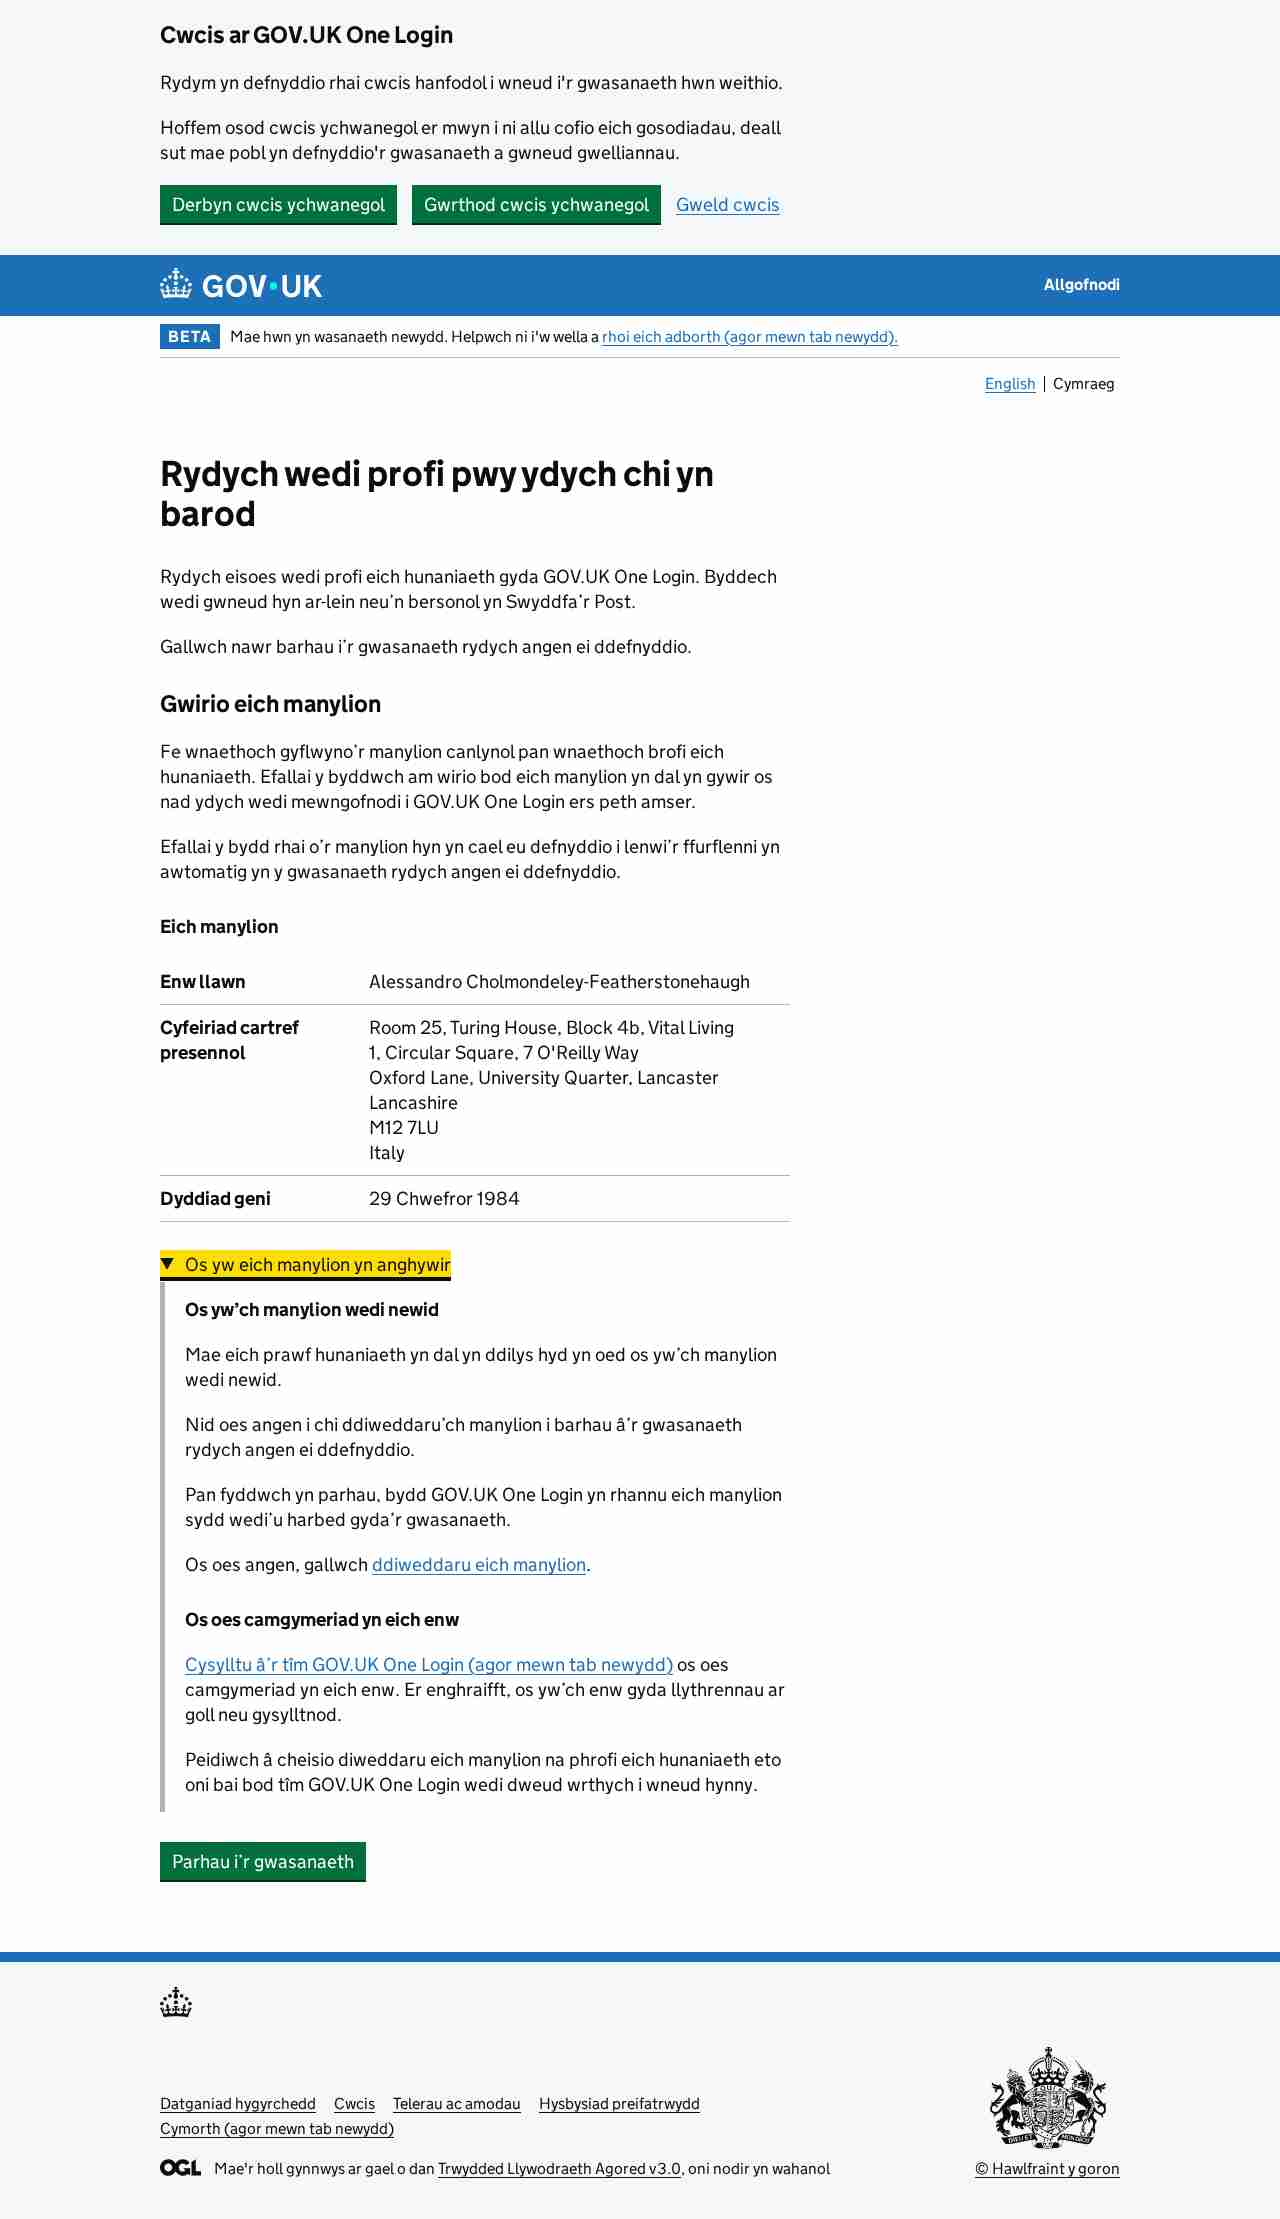 Cwcis ar GOV.UK One Login
Rydym yn defnyddio rhai cwcis hanfodol i wneud i'r gwasanaeth hwn weithio.
Hoffem osod cwcis ychwanegol er mwyn i ni allu cofio eich gosodiadau, deall
sut mae pobl yn defnyddio'r gwasanaeth a gwneud gwelliannau.
Derbyn cwcis ychwanegol
Gwrthod cwcis ychwanegol
Gweld cwcis
GOV·UK
Allgofnodi
BETA Mae hwn yn wasanaeth newydd. Helpwch ni i'w wella a rhoi eich adborth (agor mewn tab newydd).
English | Cymraeg
Rydych wedi profi pwy ydych chi yn
barod
Rydych eisoes wedi profi eich hunaniaeth gyda GOV.UK One Login. Byddech
wedi gwneud hyn ar-lein neu’n bersonol yn Swyddfa’r Post.
Gallwch nawr barhau i’r gwasanaeth rydych angen ei ddefnyddio.
Gwirio eich manylion
Fe wnaethoch gyflwyno’r manylion canlynol pan wnaethoch brofi eich
hunaniaeth. Efallai y byddwch am wirio bod eich manylion yn dal yn gywir os
nad ydych wedi mewngofnodi i GOV.UK One Login ers peth amser.
Efallai y bydd rhai o’r manylion hyn yn cael eu defnyddio i lenwi’r ffurflenni yn
awtomatig yn y gwasanaeth rydych angen ei ddefnyddio.
Eich manylion
Enw llawn
Alessandro Cholmondeley-Featherstonehaugh
Cyfeiriad cartref
presennol
Room 25, Turing House, Block 4b, Vital Living
1, Circular Square, 7 O'Reilly Way
Oxford Lane, University Quarter, Lancaster
Lancashire
M12 7LU
Italy
Dyddiad geni
29 Chwefror 1984
Os yw eich manylion yn anghywir
Os yw’ch manylion wedi newid
Mae eich prawf hunaniaeth yn dal yn ddilys hyd yn oed os yw’ch manylion
wedi newid.
Nid oes angen i chi ddiweddaru’ch manylion i barhau â’r gwasanaeth
rydych angen ei ddefnyddio.
Pan fyddwch yn parhau, bydd GOV.UK One Login yn rhannu eich manylion
sydd wedi’u harbed gyda’r gwasanaeth.
Os oes angen, gallwch ddiweddaru eich manylion.
Os oes camgymeriad yn eich enw
Cysylltu â’r tîm GOV.UK One Login (agor mewn tab newydd) os oes
camgymeriad yn eich enw. Er enghraifft, os yw’ch enw gyda llythrennau ar
goll neu gysylltnod.
Peidiwch â cheisio diweddaru eich manylion na phrofi eich hunaniaeth eto
oni bai bod tîm GOV.UK One Login wedi dweud wrthych i wneud hynny.
Parhau i’r gwasanaeth
Datganiad hygyrchedd
Cwcis
Telerau ac amodau
Hysbysiad preifatrwydd
Cymorth (agor mewn tab newydd)
OGL Mae'r holl gynnwys ar gael o dan Trwydded Llywodraeth Agored v3.0, oni nodir yn wahanol
© Hawlfraint y goron